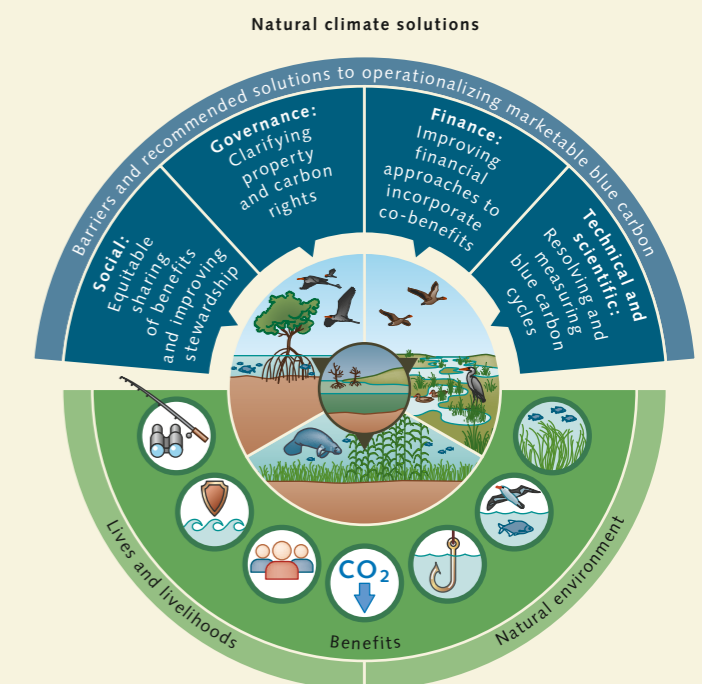 Natural climate solutions
Barriers and recommended solutions to operationalizing marketable blue carbon
Social:
Equitable
sharing
of benefits
and improving
stewardship
Governance:
Clarifying
property
and carbon
rights
Finance:
Improving
financial
approaches to
incorporate
co-benefits
Technical and
scientific:
Resolving and
measuring
blue carbon
cycles
CO₂
Lives and livelihoods
Benefits
Natural environment